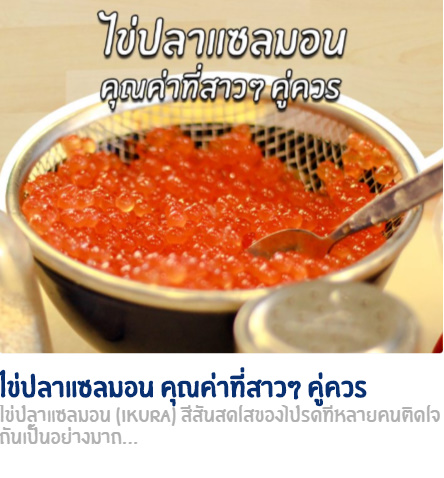 ไข่ปลาแซลมอน
คุณค่าที่สาวๆ คู่ควร
ไข่ปลาแซลมอน คุณค่าที่สาวๆ คู่ควร
ไข่ปลาแซลมอน (IKURA) สีสันสดใสของโปรดที่หลายคนติดใจ
กันเป็นอย่างมาก...